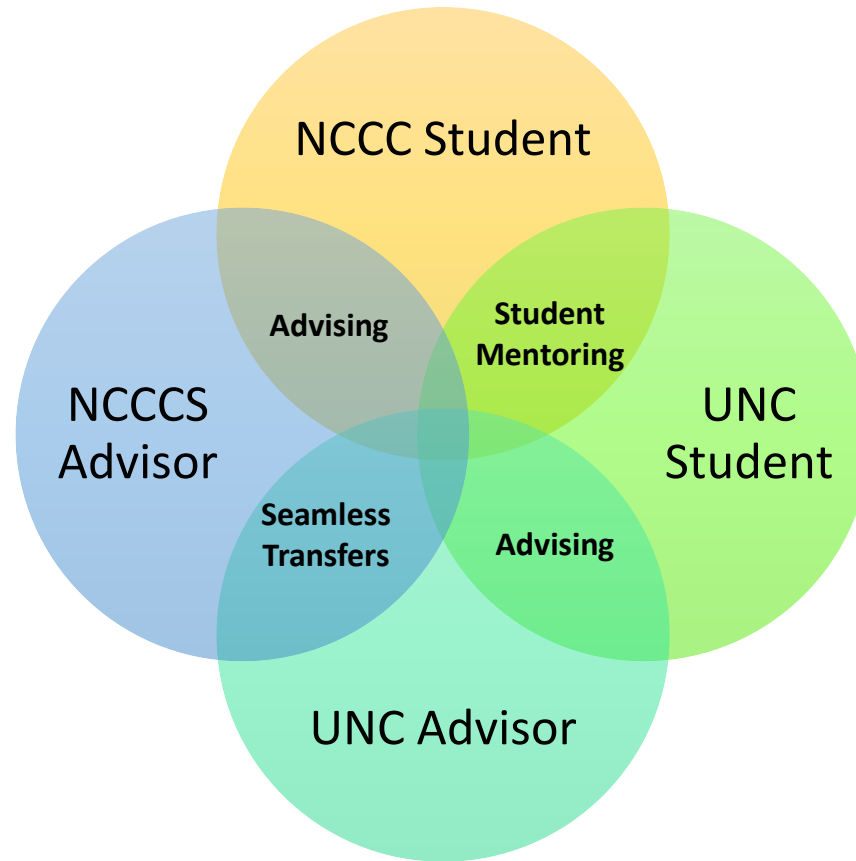 NCCC Student
Advising
Student
Mentoring
NCCCS
Advisor
UNC
Student
Seamless
Transfers
Advising
UNC Advisor